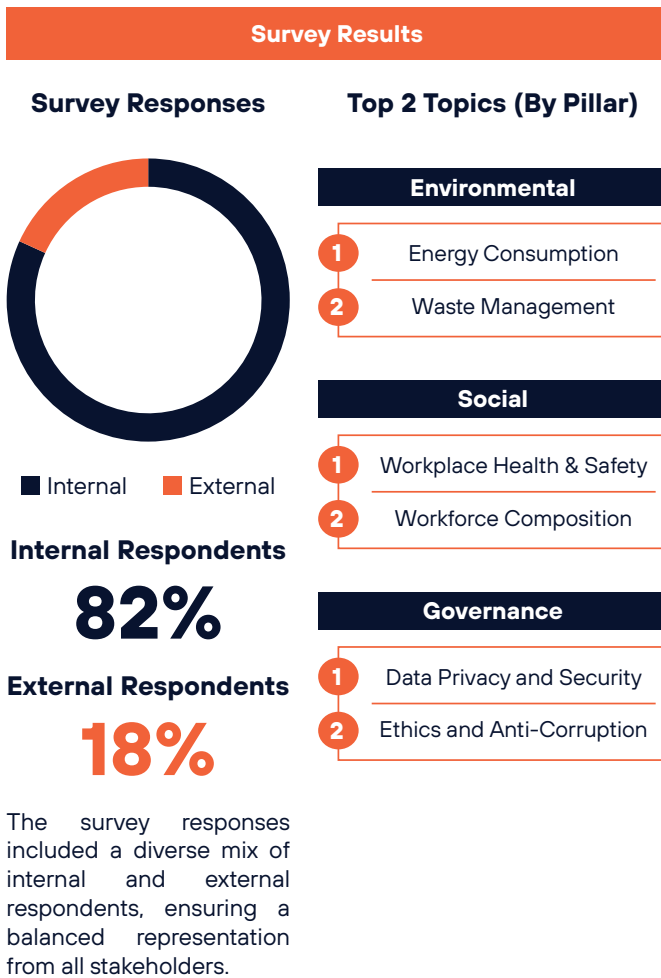 Survey Results
Survey Responses
Internal
External
Internal Respondents
82%
External Respondents
18%
The survey responses
included a diverse mix of
internal and external
respondents, ensuring a
balanced representation
from all stakeholders.
Top 2 Topics (By Pillar)
Environmental
1 Energy Consumption
2 Waste Management
Social
1 Workplace Health & Safety
2 Workforce Composition
Governance
1 Data Privacy and Security
2 Ethics and Anti-Corruption